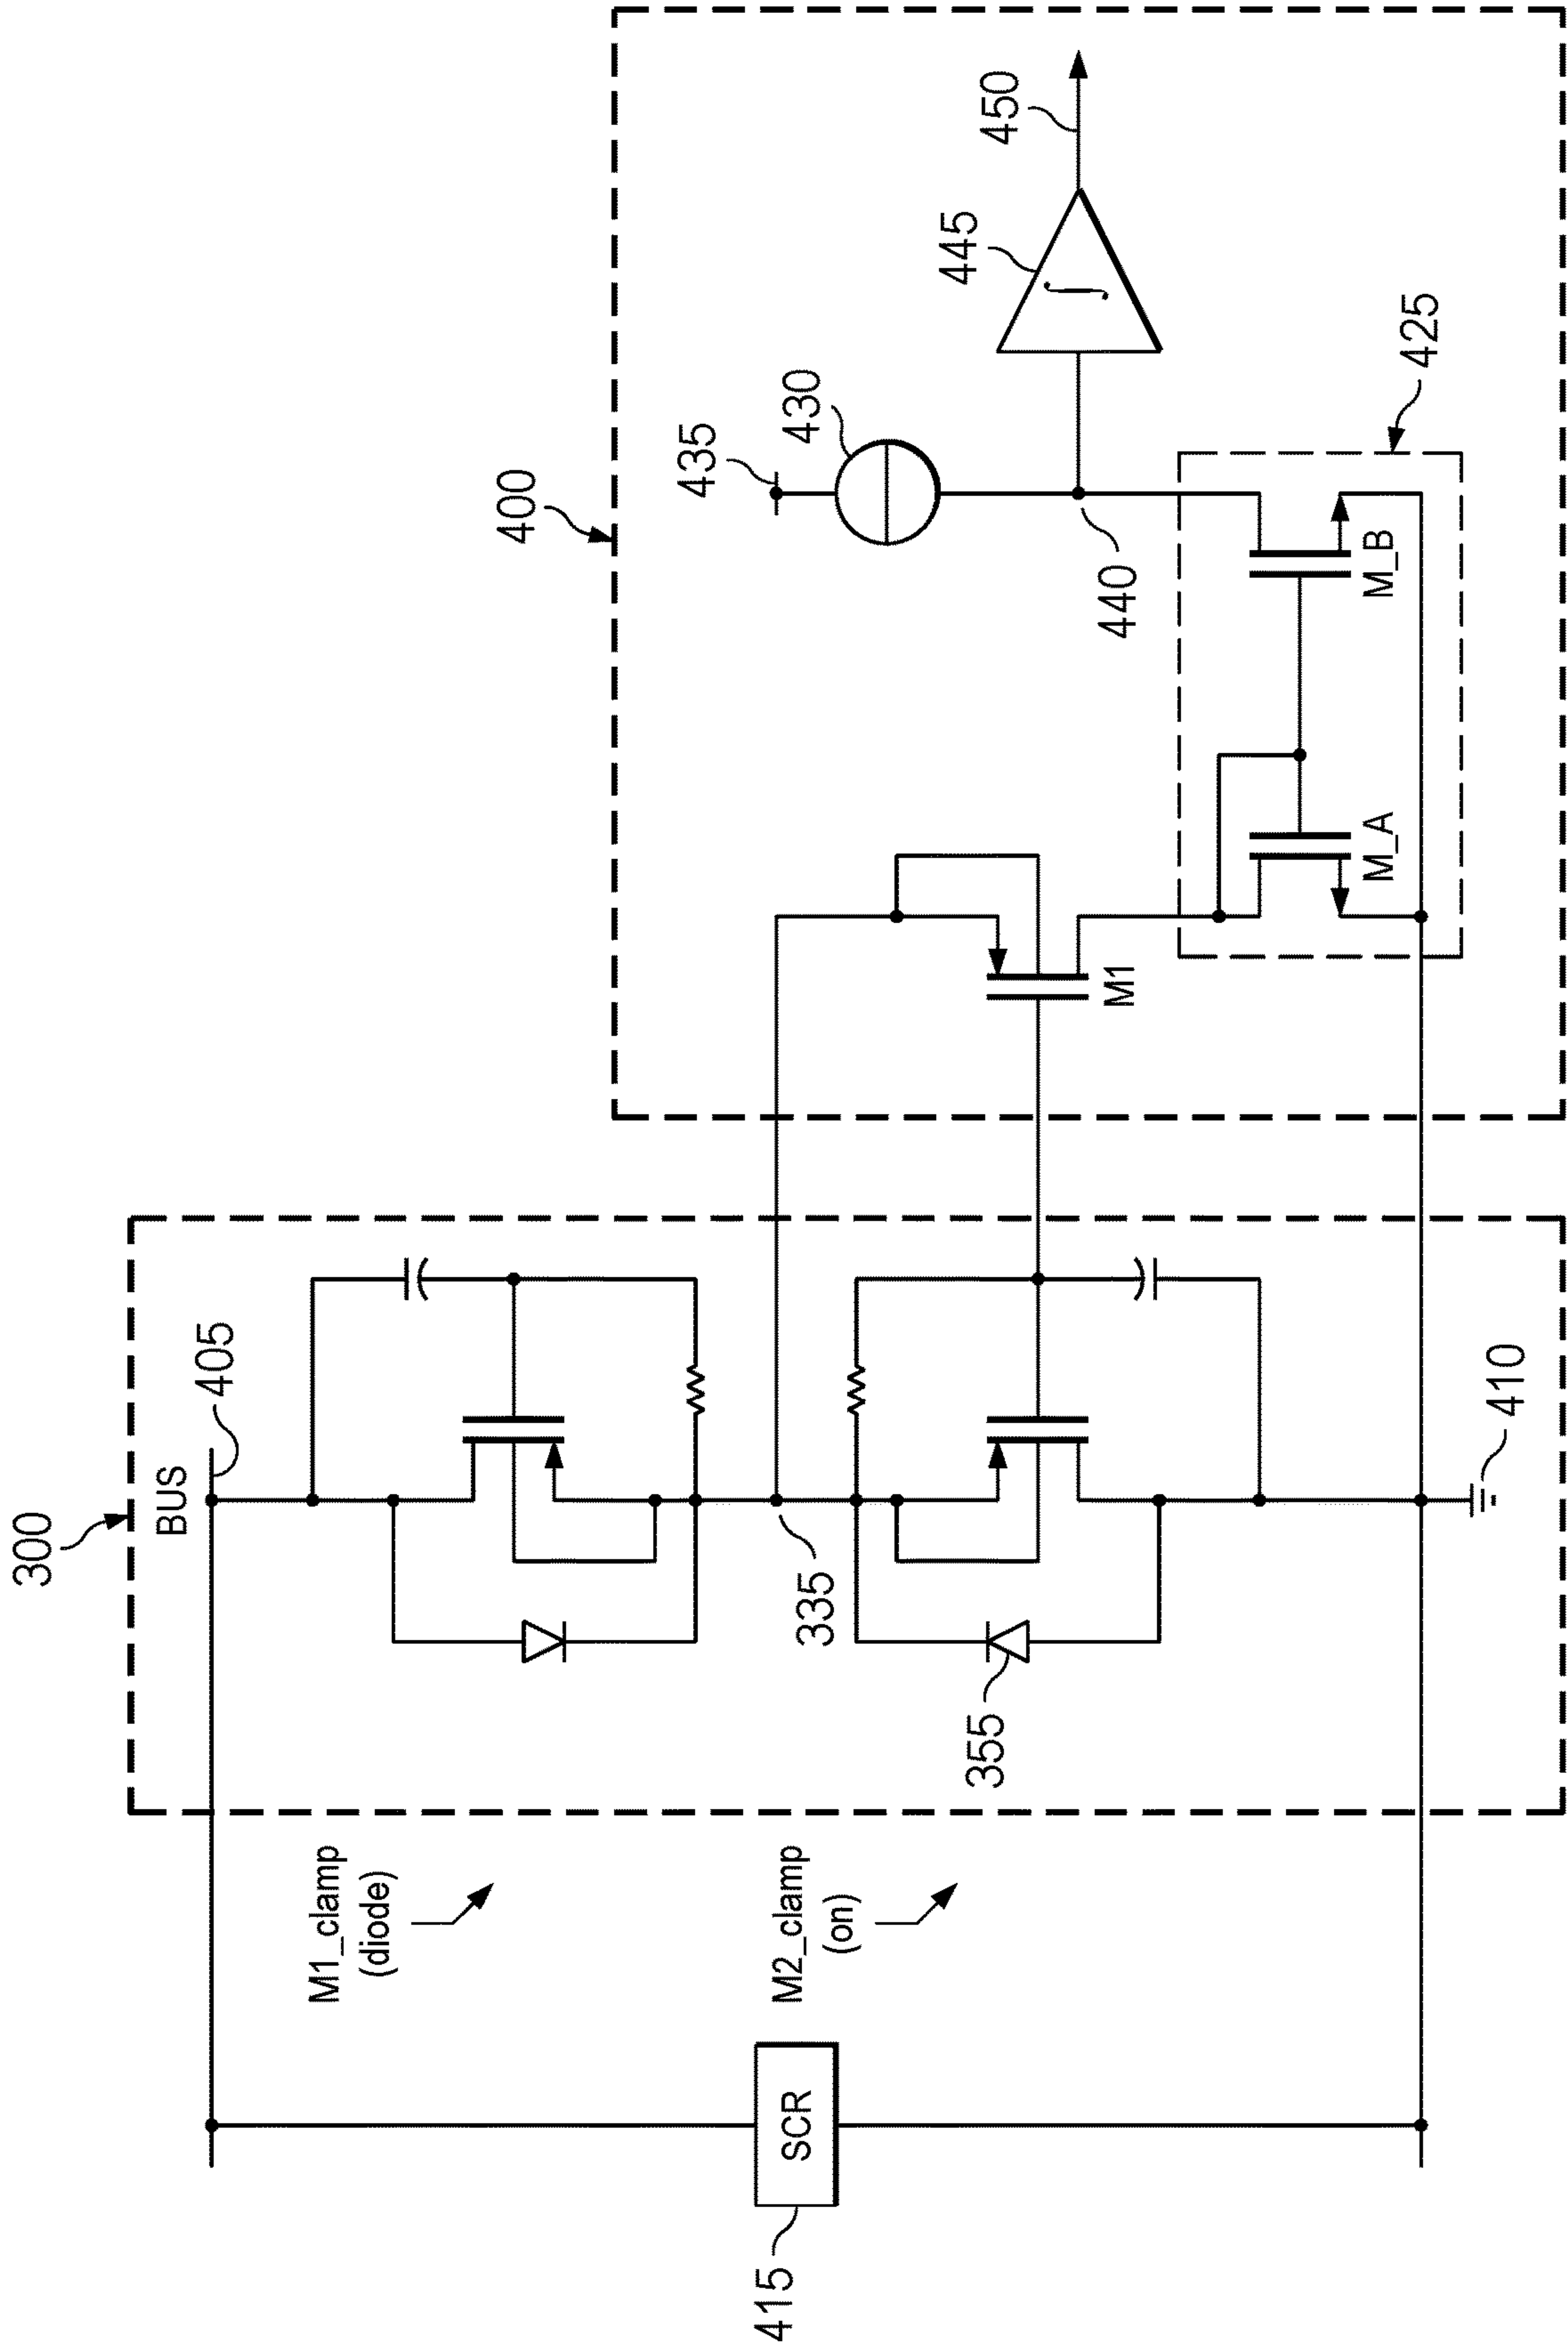 300
400
BUS
405
435
430
445
450
M1_clamp
(diode)
335
440
415
SCR
M2_clamp
(on)
355
M1
M_A
M_B
425
410
∫